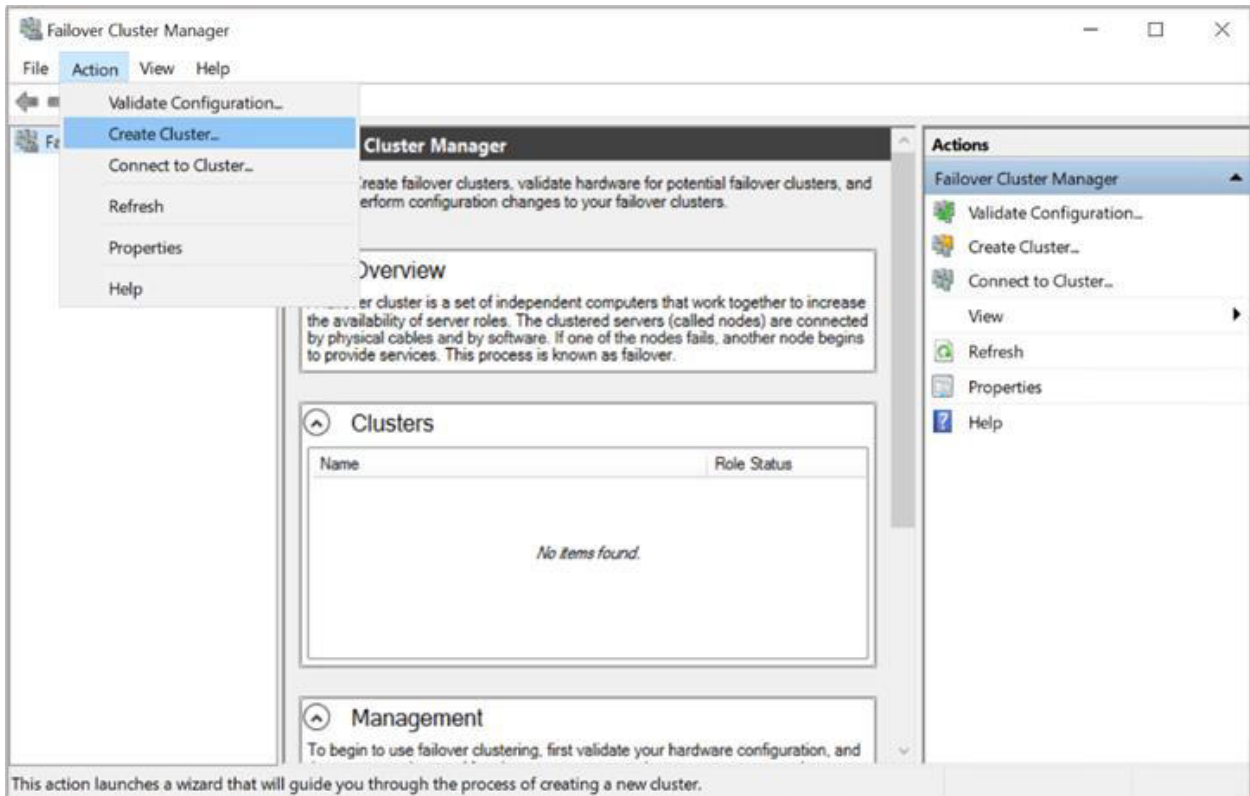 Failover Cluster Manager
File Action View Help
Validate Configuration...
Create Cluster...
Connect to Cluster...
Refresh
Properties
Help
Cluster Manager
reate failover clusters, validate hardware for potential failover clusters, and
erform configuration changes to your failover clusters.
Overview
er cluster is a set of independent computers that work together to increase
the availability of server roles. The clustered servers (called nodes) are connected
by physical cables and by software. If one of the nodes fails, another node begins
to provide services. This process is known as failover.
Clusters
Name Role Status
No items found.
Management
To begin to use failover clustering, first validate your hardware configuration, and
Actions
Failover Cluster Manager
Validate Configuration...
Create Cluster...
Connect to Cluster...
View
Refresh
Properties
Help
This action launches a wizard that will guide you through the process of creating a new cluster.